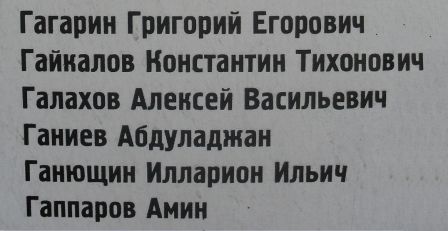 Гагарин Григорий Егорович
Гайкалов Константин Тихонович
Галахов Алексей Васильевич
Ганиев Абдуладжан
Ганющин Илларион Ильич
Гаппаров Амин